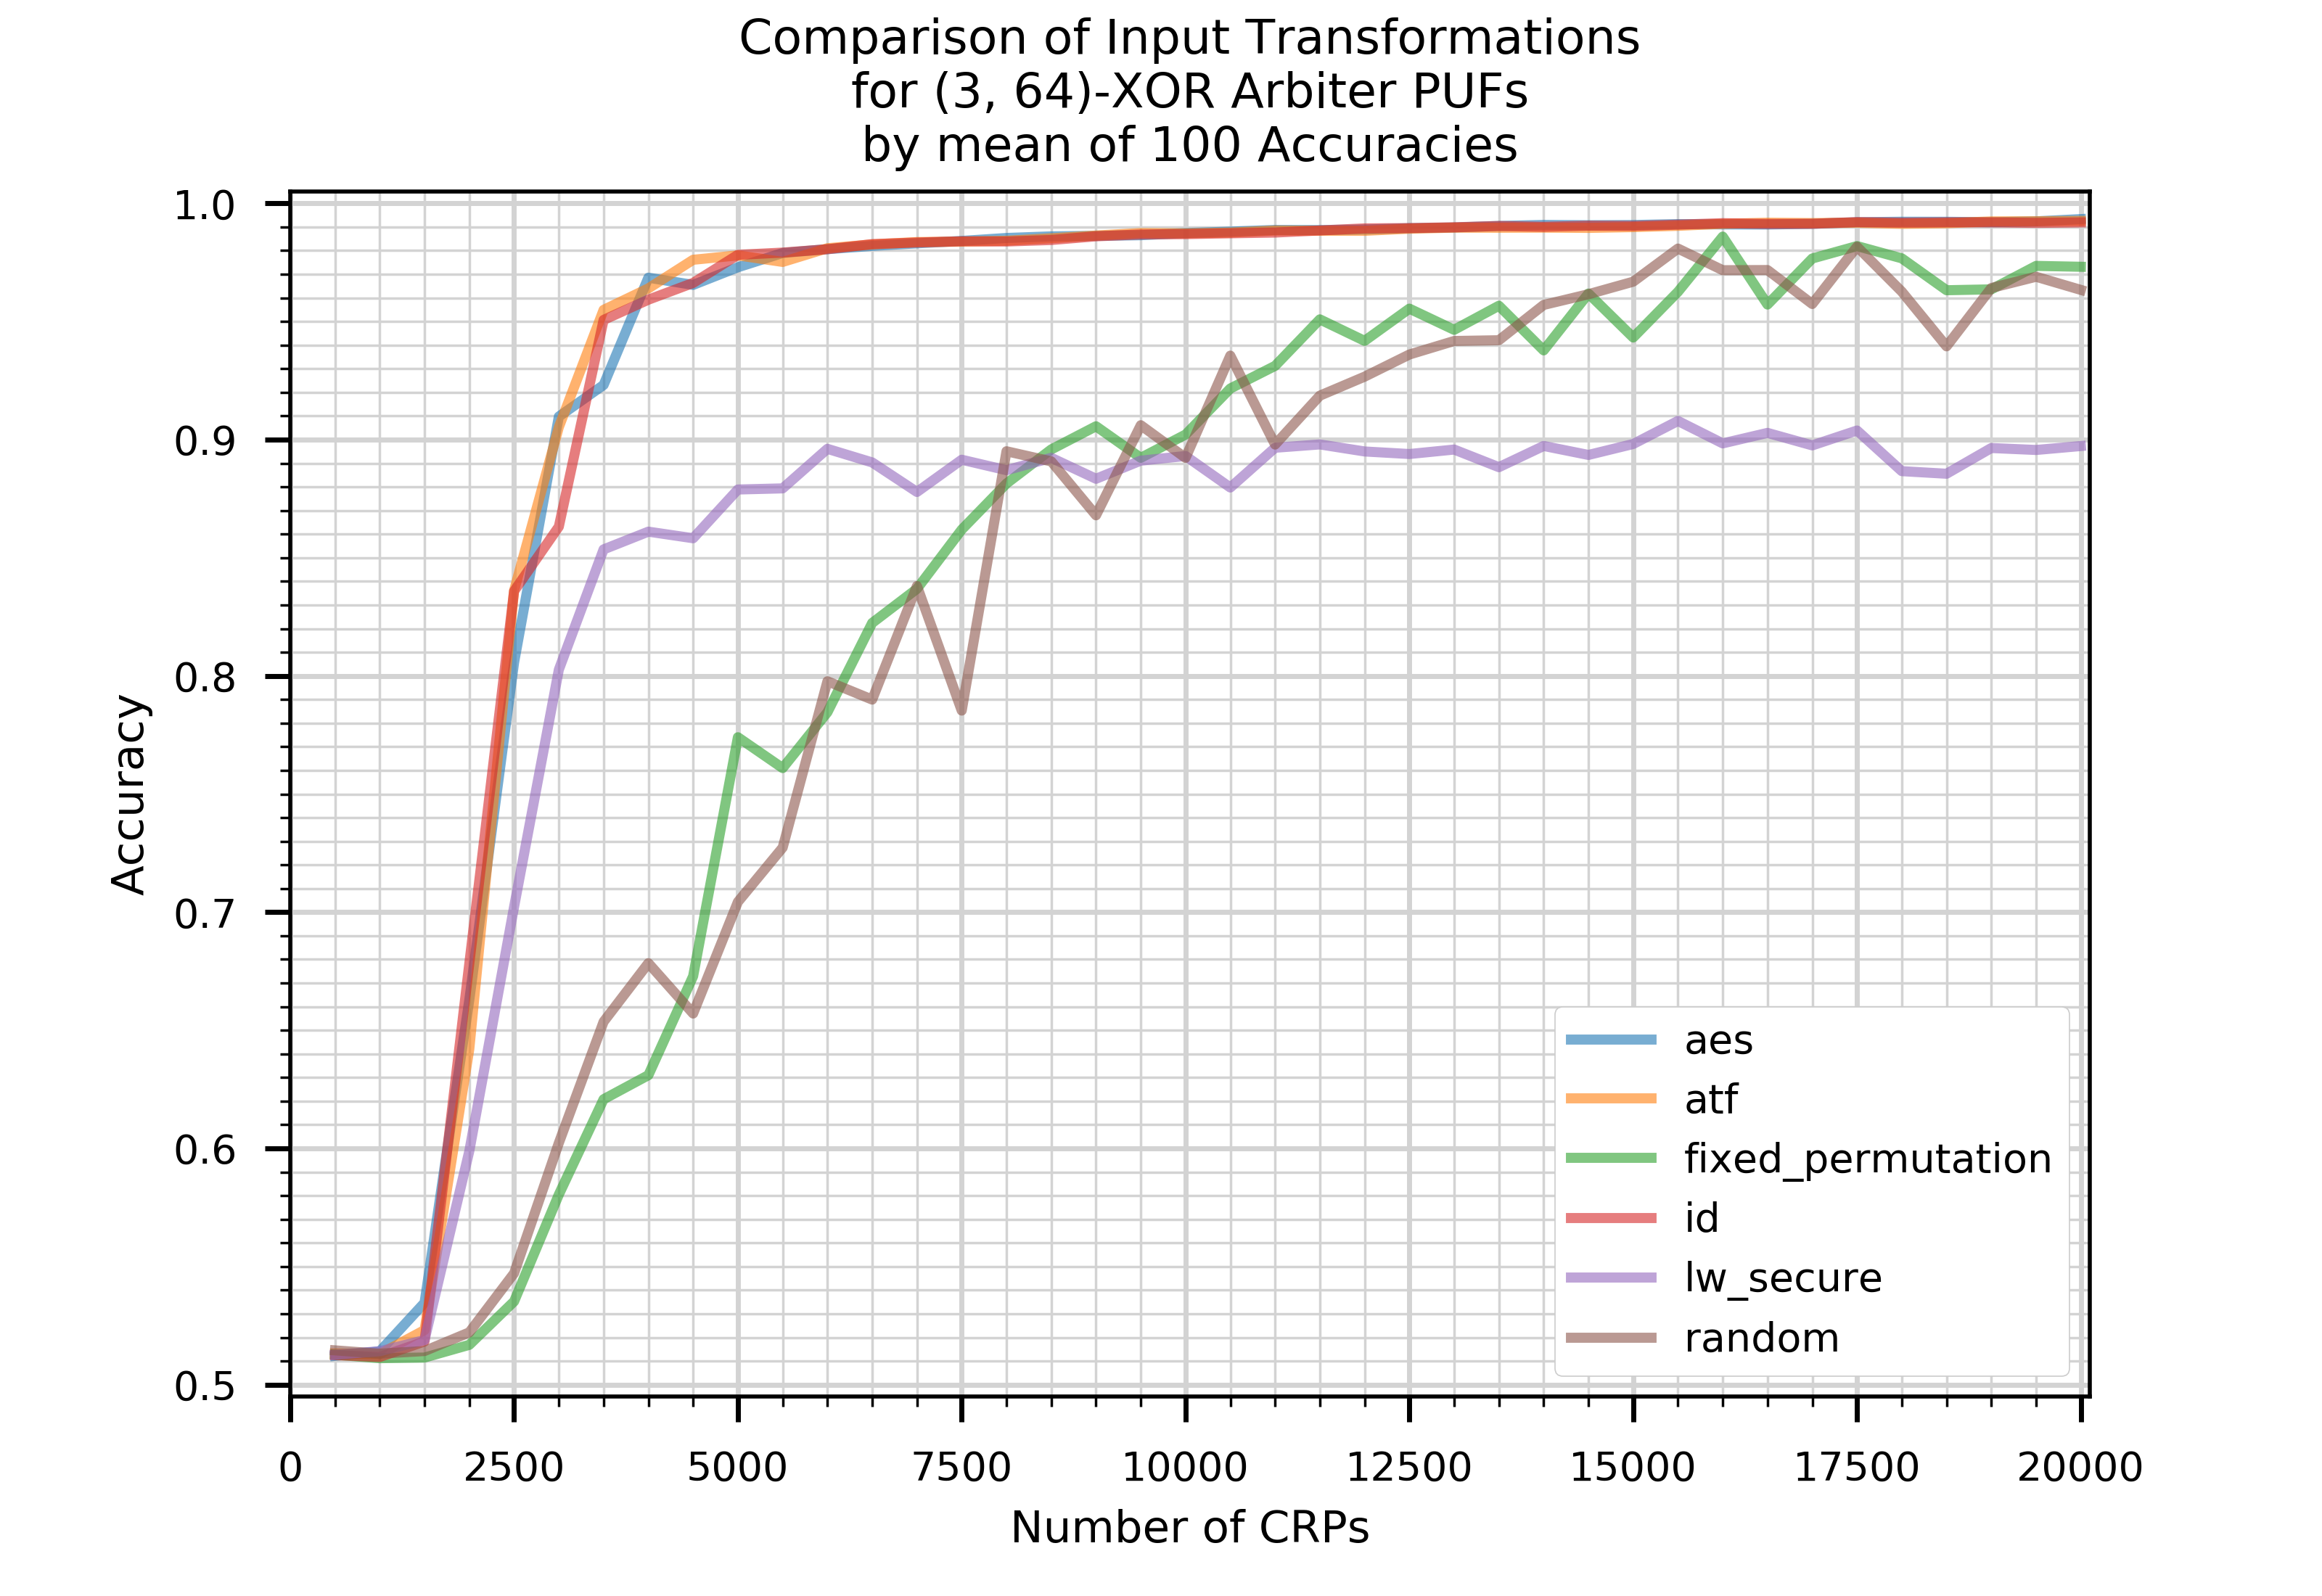 Comparison of Input Transformations
for (3, 64)-XOR Arbiter PUFs
by mean of 100 Accuracies
1.0
0.9
0.8
0.7
0.6
0.5
Accuracy
aes
atf
fixed_permutation
id
lw_secure
random
0 2500 5000 7500 10000 12500 15000 17500 20000
Number of CRPs